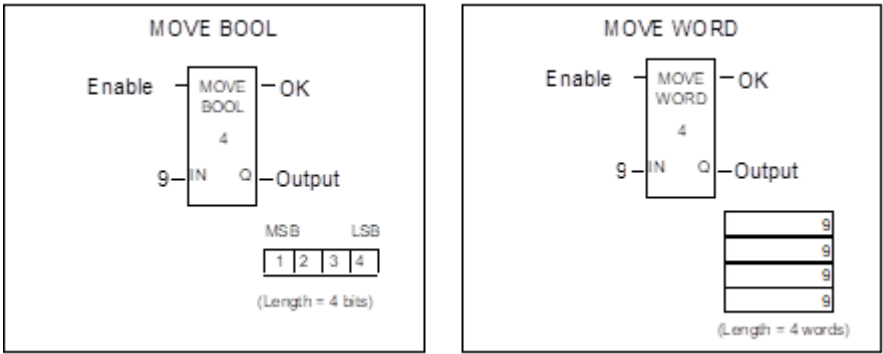 MOVE BOOL
Enable
MOVE
BOOL
4
OK
9
IN
Q
Output
MSB
LSB
1 2 3 4
(Length = 4 bits)
MOVE WORD
Enable
MOVE
WORD
4
OK
9
IN
Q
Output
9
9
9
9
(Length = 4 words)